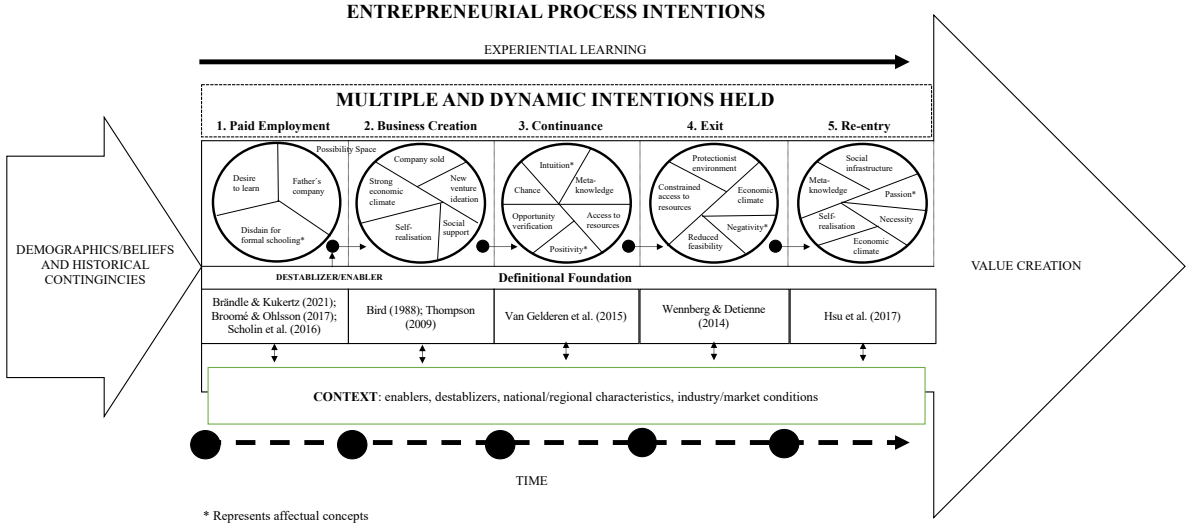 ENTREPRENEURIAL PROCESS INTENTIONS
EXPERIENTIAL LEARNING
MULTIPLE AND DYNAMIC INTENTIONS HELD
1. Paid Employment
2. Business Creation
3. Continuance
4. Exit
5. Re-entry
Possibility Space
Desire
to learn
Father´s
company
Disdain for
formal schooling*
Company sold
Strong
economic
climate
New
venture
ideation
Self-
realisation
Social
support
Intuition*
Chance
Meta-
knowledge
Opportunity
verification
Access to
resources
Positivity*
Protectionist
environment
Constrained
access to
resources
Economic
climate
Negativity*
Reduced
feasibility
Social
infrastructure
Meta-
knowledge
Passion*
Self-
realisation
Necessity
Economic
climate
DEMOGRAPHICS/BELIEFS
AND HISTORICAL
CONTINGENCIES
VALUE CREATION
DESTABLIZER/ENABLER
Definitional Foundation
Brändle & Kukertz (2021);
Broomé & Ohlsson (2017);
Scholin et al. (2016)
Bird (1988); Thompson
(2009)
Van Gelderen et al. (2015)
Wennberg & Detienne
(2014)
Hsu et al. (2017)
CONTEXT: enablers, destablizers, national/regional characteristics, industry/market conditions
TIME
* Represents affectual concepts